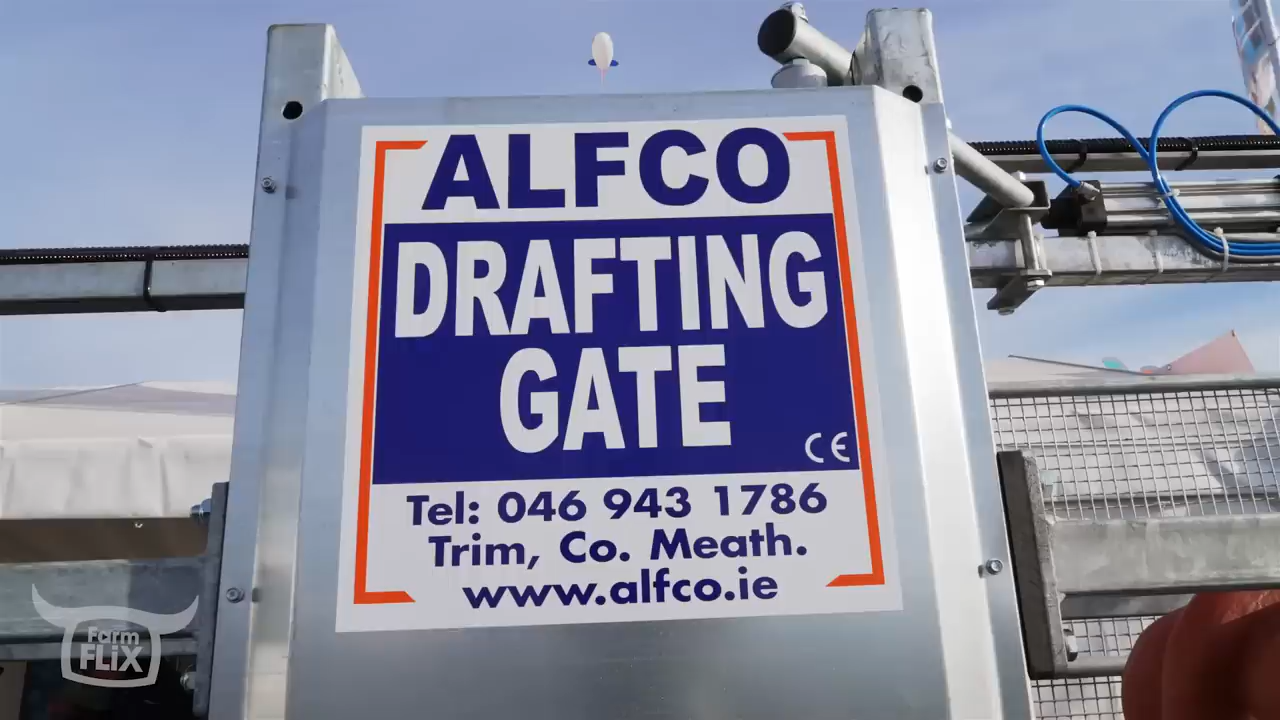 ALFCO
DRAFTING
GATE
CE
Tel: 046 943 1786
Trim, Co. Meath.
www.alfco.ie
Farm
FLiX